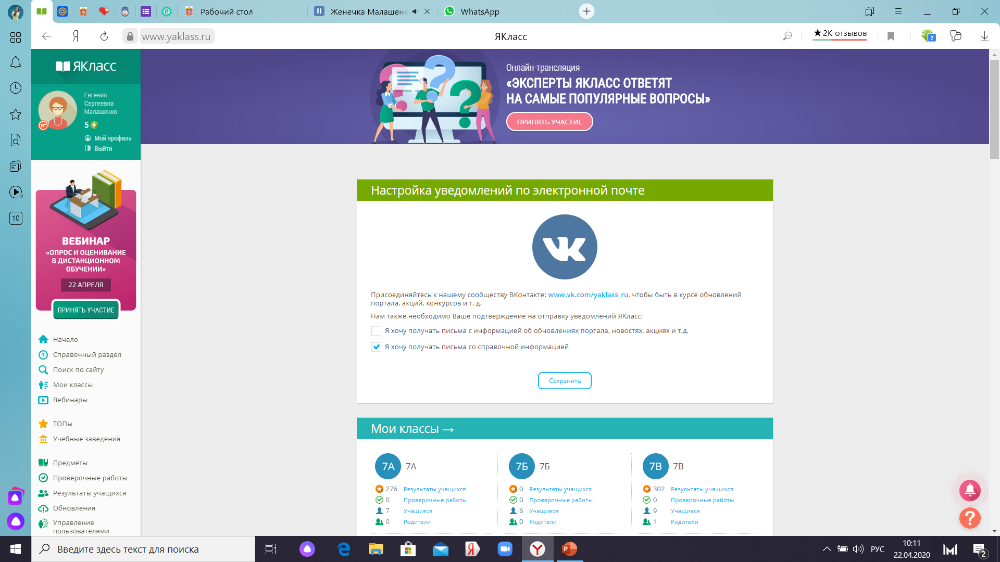 Рабочий стол
Женечка Малашенк
WhatsApp
www.yaklass.ru
ЯКласс
★2K отзывов
10
ЯКласс
Евгения
Сергеевна
Малашенко
Я+
5
Мой профиль
Выйти
Онлайн-трансляция
«ЭКСПЕРТЫ ЯКЛАСС ОТВЕТЯТ
НА САМЫЕ ПОПУЛЯРНЫЕ ВОПРОСЫ»
ПРИНЯТЬ УЧАСТИЕ
ВЕБИНАР
«ОПРОС И ОЦЕНИВАНИЕ
В ДИСТАНЦИОННОМ
ОБУЧЕНИИ»
22 АПРЕЛЯ
ПРИНЯТЬ УЧАСТИЕ
Начало
Справочный раздел
Поиск по сайту
Мои классы
Вебинары
ТОПы
Учебные заведения
Предметы
Проверочные работы
Результаты учащихся
Обновления
Управление
пользователями
Настройка уведомлений по электронной почте
Присоединяйтесь к нашему сообществу ВКонтакте: www.vk.com/yaklass_ru, чтобы быть в курсе обновлений
портала, акций, конкурсов и т. д.
Нам также необходимо Ваше подтверждение на отправку уведомлений ЯКласс:
Я хочу получать письма с информацией об обновлениях портала, новостях, акциях и т.д.
Я хочу получать письма со справочной информацией
Сохранить
Мои классы →
7А 7А
276 Результаты учащихся
0 Проверочные работы
7 Учащиеся
0 Родители
7Б 7Б
0 Результаты учащихся
0 Проверочные работы
6 Учащиеся
0 Родители
7В 7В
302 Результаты учащихся
0 Проверочные работы
9 Учащиеся
1 Родители
Введите здесь текст для поиска
РУС
10:11
22.04.2020
2